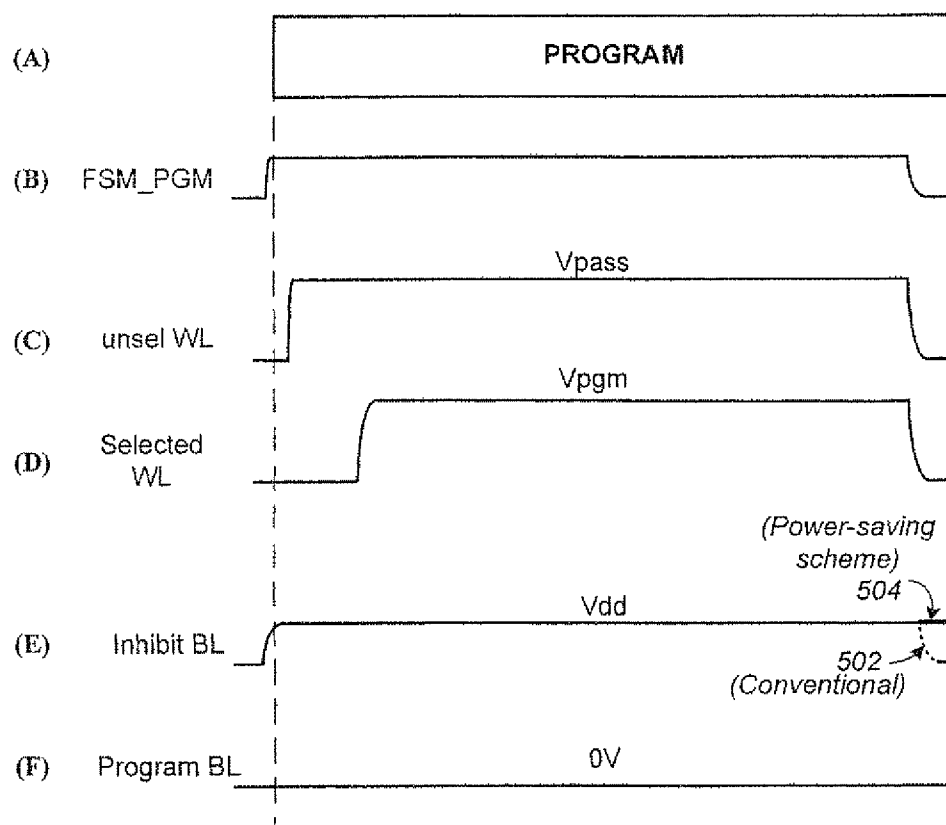 (A)
PROGRAM
(B) FSM_PGM
Vpass
(C) unsel WL
Vpgm
(D) Selected
WL
(Power-saving
scheme)
504
Vdd
(E) Inhibit BL
502
(Conventional)
0V
(F) Program BL